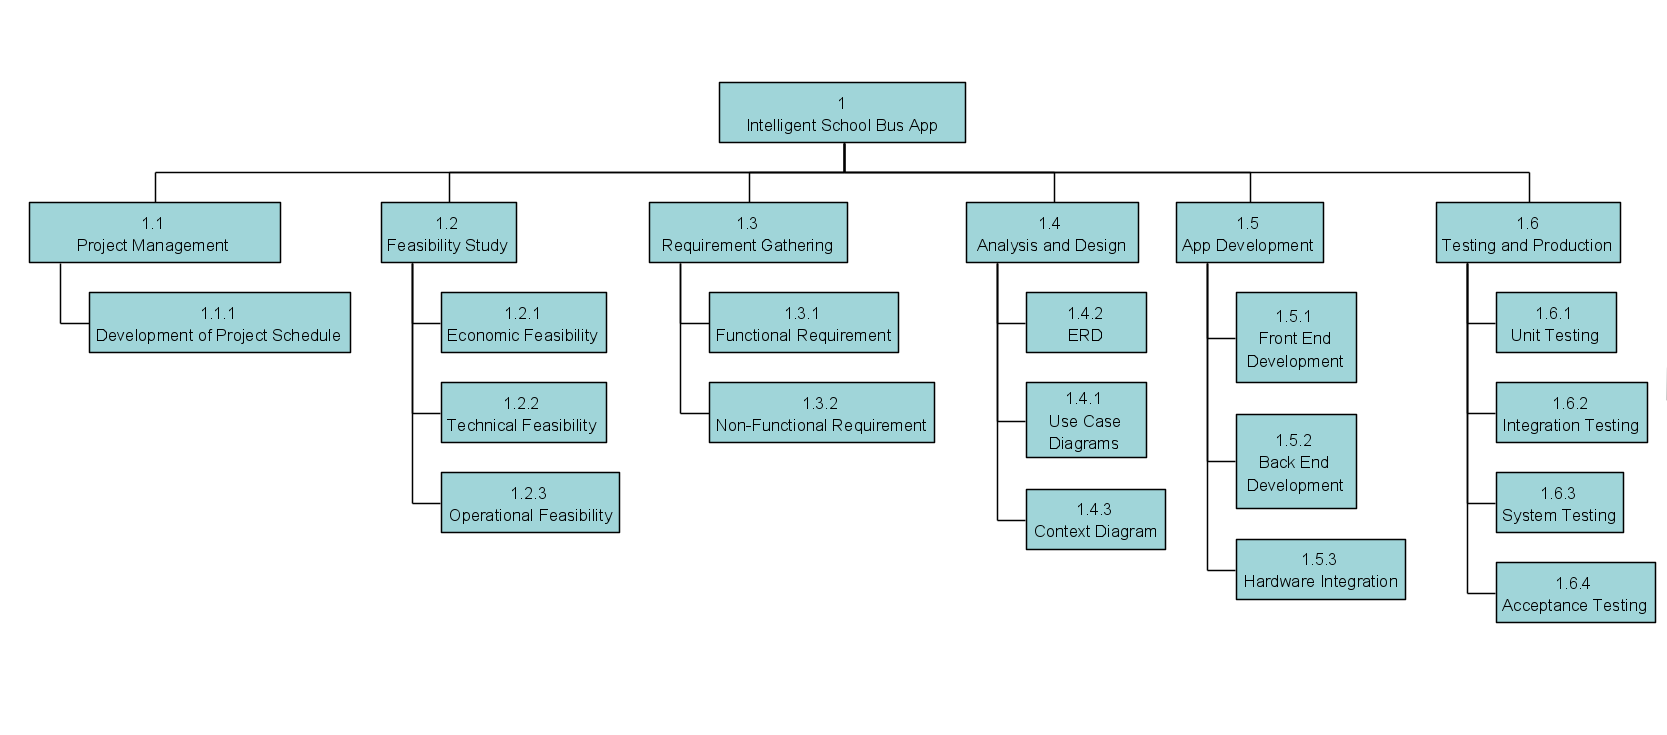 1
Intelligent School Bus App
1.1
Project Management
1.1.1
Development of Project Schedule
1.2
Feasibility Study
1.2.1
Economic Feasibility
1.2.2
Technical Feasibility
1.2.3
Operational Feasibility
1.3
Requirement Gathering
1.3.1
Functional Requirement
1.3.2
Non-Functional Requirement
1.4
Analysis and Design
1.4.2
ERD
1.4.1
Use Case
Diagrams
1.4.3
Context Diagram
1.5
App Development
1.5.1
Front End
Development
1.5.2
Back End
Development
1.5.3
Hardware Integration
1.6
Testing and Production
1.6.1
Unit Testing
1.6.2
Integration Testing
1.6.3
System Testing
1.6.4
Acceptance Testing